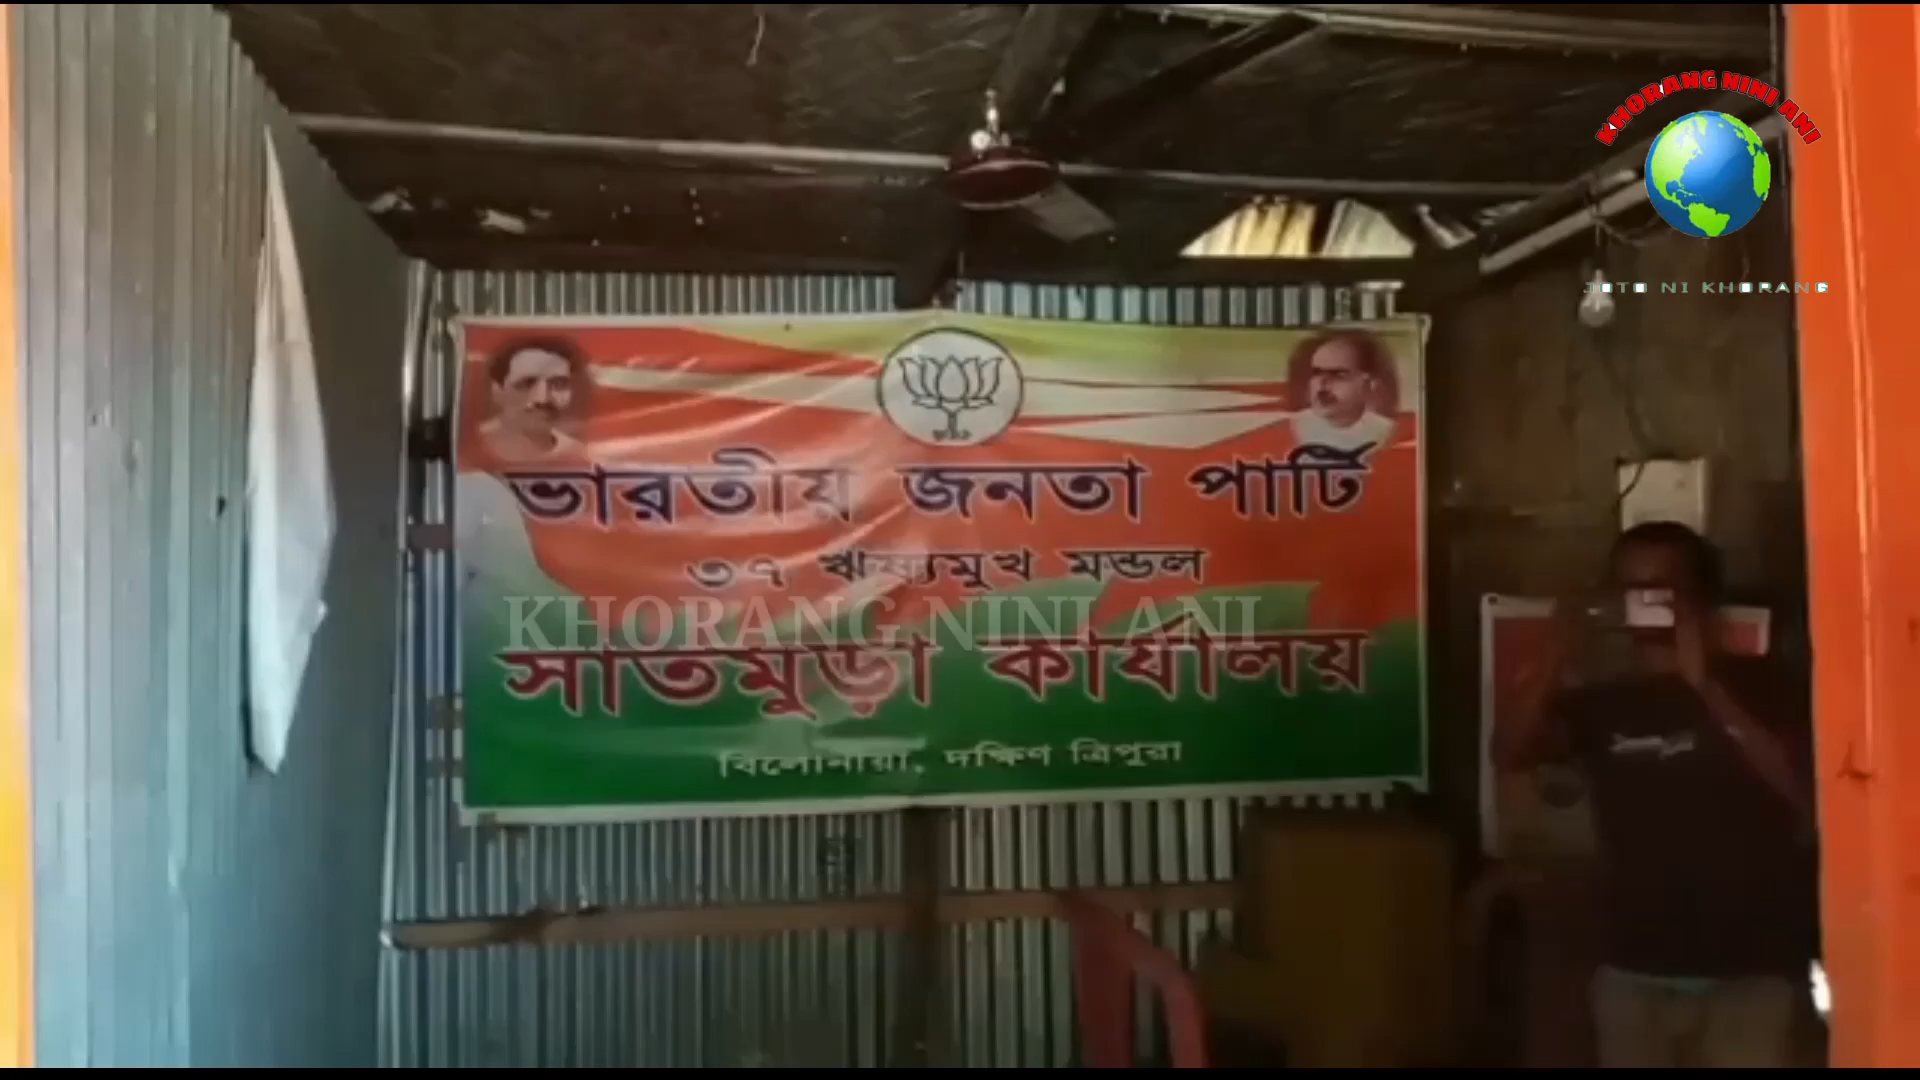 KHORANG NINI ANI
JOTO NI KHORANG
ভারতীয় জনতা পার্টি
৩৭ ঋষ্যমুখ মন্ডল
KHORANG NINI ANI
সাতমুড়া কার্যালয়
বিলোনীয়া, দক্ষিণ ত্রিপুরা